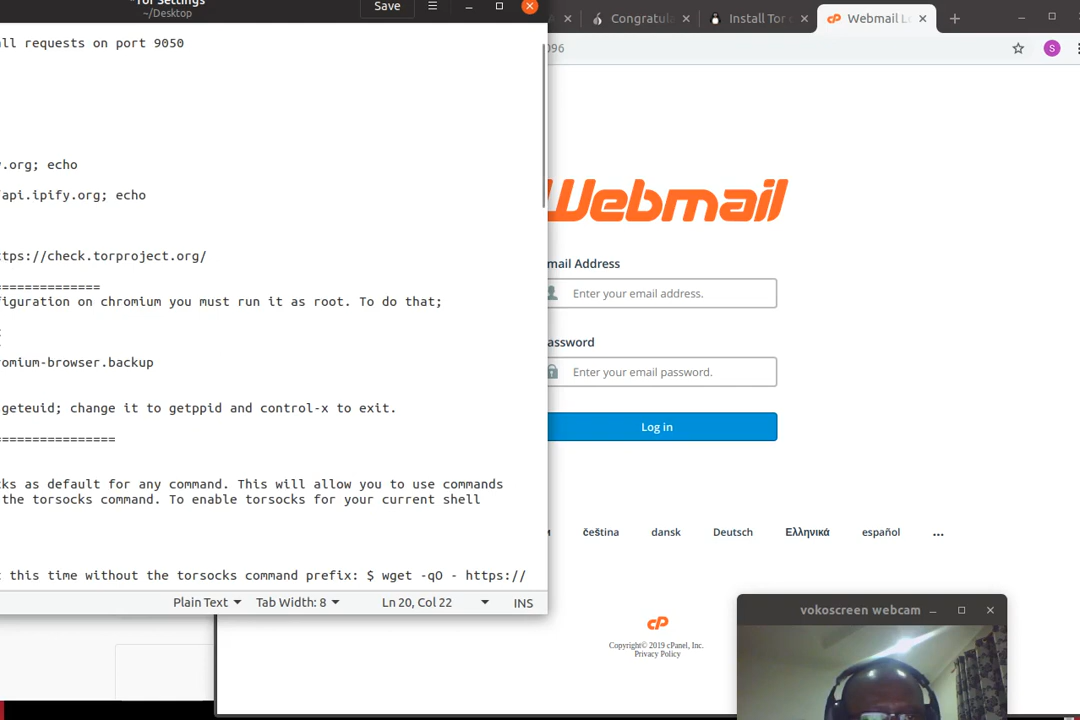 *Tor Settings
~/Desktop
Save
all requests on port 9050
.org; echo
api.ipify.org; echo
ttps://check.torproject.org/
==============
figuration on chromium you must run it as root. To do that;
romium-browser.backup
geteuid; change it to getppid and control-x to exit.
================
cks as default for any command. This will allow you to use commands
the torsocks command. To enable torsocks for your current shell
t this time without the torsocks command prefix: $ wget -qO - https://
Plain Text
Tab Width: 8
Ln 20, Col 22
INS
Congratula
Install Tor
Webmail Lo
096
S
Webmail
mail Address
Enter your email address.
assword
Enter your email password.
Log in
čeština
dansk
Deutsch
Ελληνικά
español
...
cP
Copyright© 2019 cPanel, Inc.
Privacy Policy
vokoscreen webcam